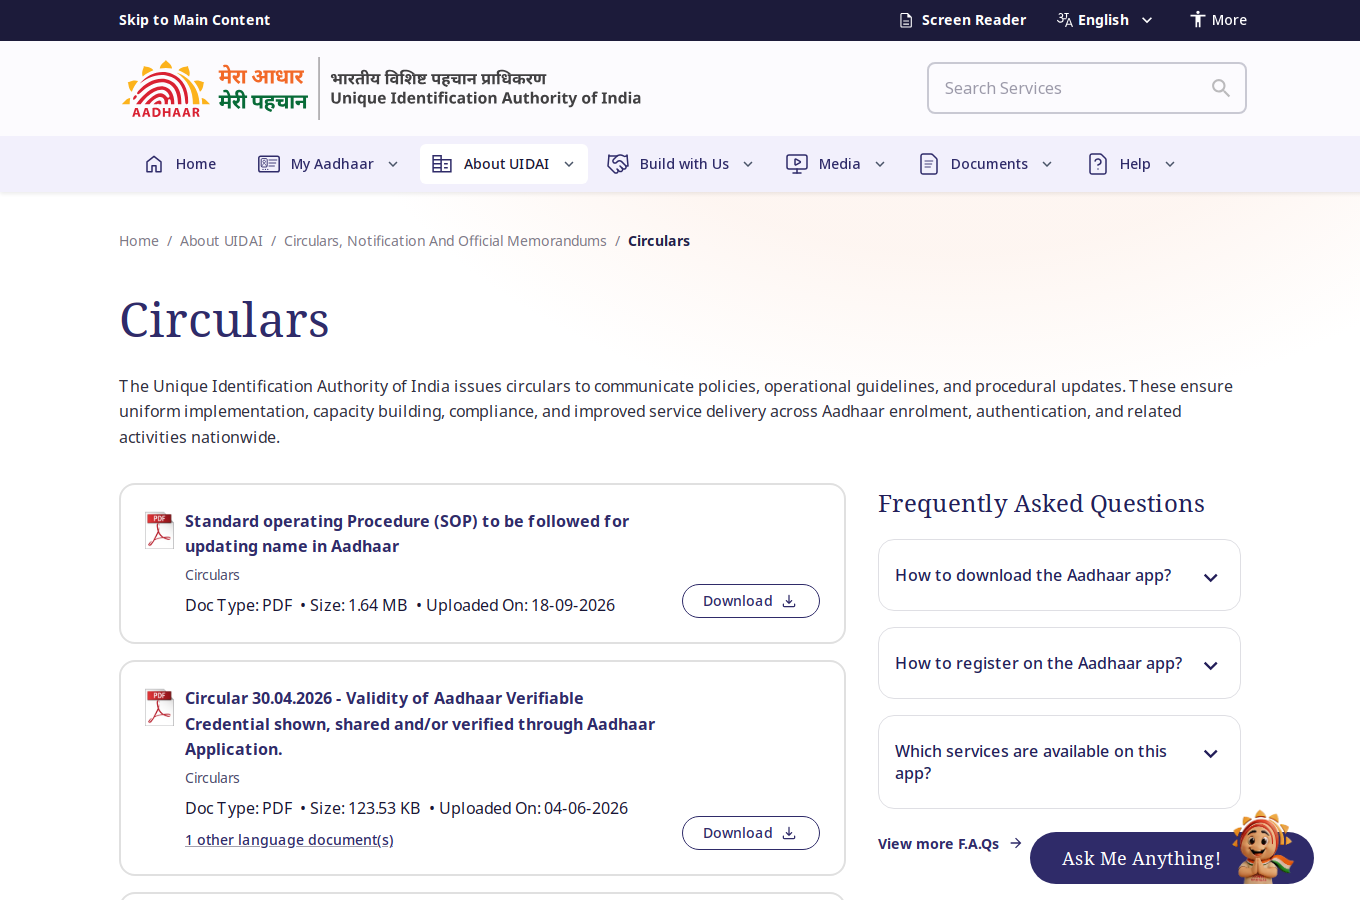 Skip to Main Content
Screen Reader
English
More
AADHAAR
मेरा आधार
मेरी पहचान
भारतीय विशिष्ट पहचान प्राधिकरण
Unique Identification Authority of India
Search Services
Home
My Aadhaar
About UIDAI
Build with Us
Media
Documents
Help
Home / About UIDAI / Circulars, Notification And Official Memorandums / Circulars
Circulars
The Unique Identification Authority of India issues circulars to communicate policies, operational guidelines, and procedural updates. These ensure
uniform implementation, capacity building, compliance, and improved service delivery across Aadhaar enrolment, authentication, and related
activities nationwide.
PDF
Standard operating Procedure (SOP) to be followed for
updating name in Aadhaar
Circulars
Doc Type: PDF • Size: 1.64 MB • Uploaded On: 18-09-2026
Download
PDF
Circular 30.04.2026 - Validity of Aadhaar Verifiable
Credential shown, shared and/or verified through Aadhaar
Application.
Circulars
Doc Type: PDF • Size: 123.53 KB • Uploaded On: 04-06-2026
1 other language document(s)
Download
Frequently Asked Questions
How to download the Aadhaar app?
How to register on the Aadhaar app?
Which services are available on this
app?
View more F.A.Qs
Ask Me Anything!